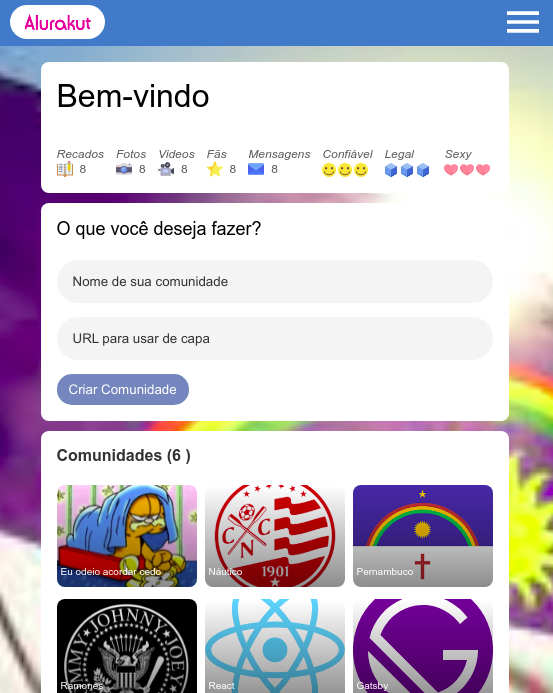 Alurakut
Bem-vindo
Recados Fotos Videos Fãs Mensagens Confiável Legal Sexy
8 8 8 8 8
O que você deseja fazer?
Nome de sua comunidade
URL para usar de capa
Criar Comunidade
Comunidades (6 )
C N C
1901
Eu odeio acordar cedo Náutico Pernambuco
JOHNNY JOEY
Ramones React Gatsby